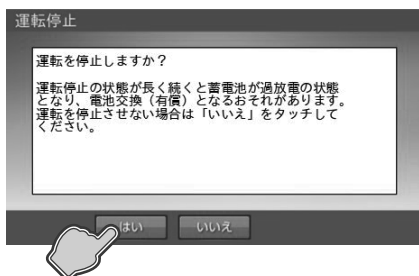 運転停止
運転を停止しますか？
運転停止の状態が長く続くと蓄電池が過放電の状態
となり、電池交換（有償）となるおそれがあります。
運転を停止させない場合は「いいえ」をタッチして
ください。
はい
いいえ